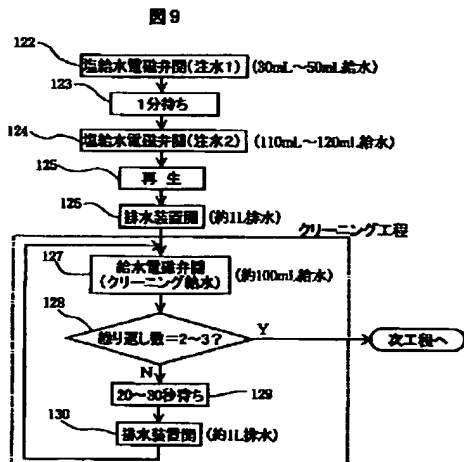 図9
122
塩給水電磁弁開(注水1) (30mL～50mL給水)
123
1分待ち
124
塩給水電磁弁開(注水2) (110mL～120mL給水)
125
再生
126
排水装置開 (約1L排水)
クリーニング工程
127
給水電磁弁開 (約100mL給水)
(クリーニング給水)
128
繰り返し数=2～3? Y
次工程へ
N
20～30秒待ち 129
130
排水装置開 (約1L排水)